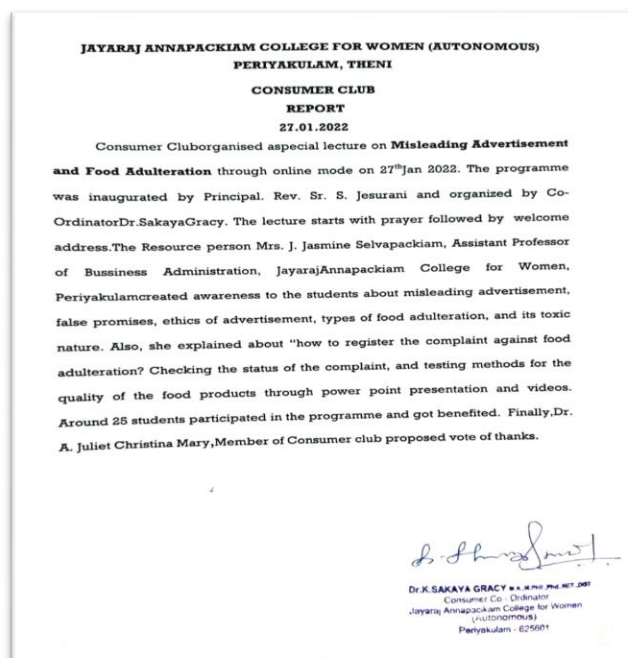 JAYARAJ ANNAPACKIAM COLLEGE FOR WOMEN (AUTONOMOUS)
PERIYAKULAM, THENI
CONSUMER CLUB
REPORT
27.01.2022
Consumer Cluborganised aspecial lecture on Misleading Advertisement
and Food Adulteration through online mode on 27thJan 2022. The programme
was inaugurated by Principal. Rev. Sr. S. Jesurani and organized by Co-
OrdinatorDr.SakayaGracy. The lecture starts with prayer followed by welcome
address.The Resource person Mrs. J. Jasmine Selvapackiam, Assistant Professor
of Bussiness Administration, JayarajAnnapackiam College for Women,
Periyakulamcreated awareness to the students about misleading advertisement,
false promises, ethics of advertisement, types of food adulteration, and its toxic
nature. Also, she explained about "how to register the complaint against food
adulteration? Checking the status of the complaint, and testing methods for the
quality of the food products through power point presentation and videos.
Around 25 students participated in the programme and got benefited. Finally,Dr.
A. Juliet Christina Mary,Member of Consumer club proposed vote of thanks.
Dr.K.SAKAYA GRACY M.A.,M.Phil.,Phd.,NET.,DGT
Consumer Co - Ordinator
Jayaraj Annapacikam College for Women
(Autonomous)
Periyakulam - 625601